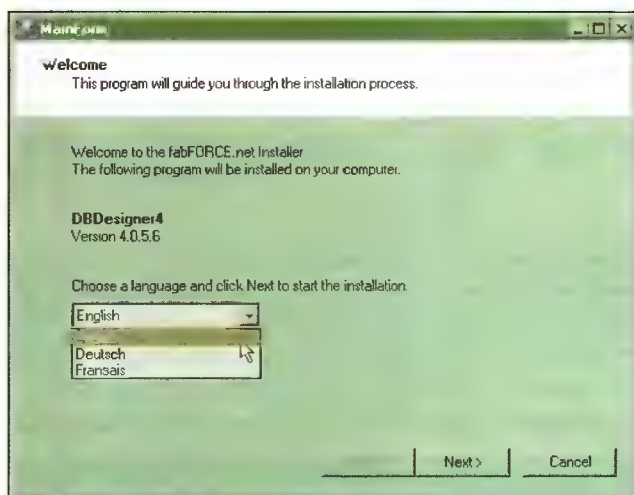 MainForm
Welcome
This program will guide you through the installation process.
Welcome to the fabFORCE.net Installer
The following program will be installed on your computer.
DBDesigner4
Version 4.0.5.6
Choose a language and click Next to start the installation.
English
Deutsch
Fransais
Next >
Cancel